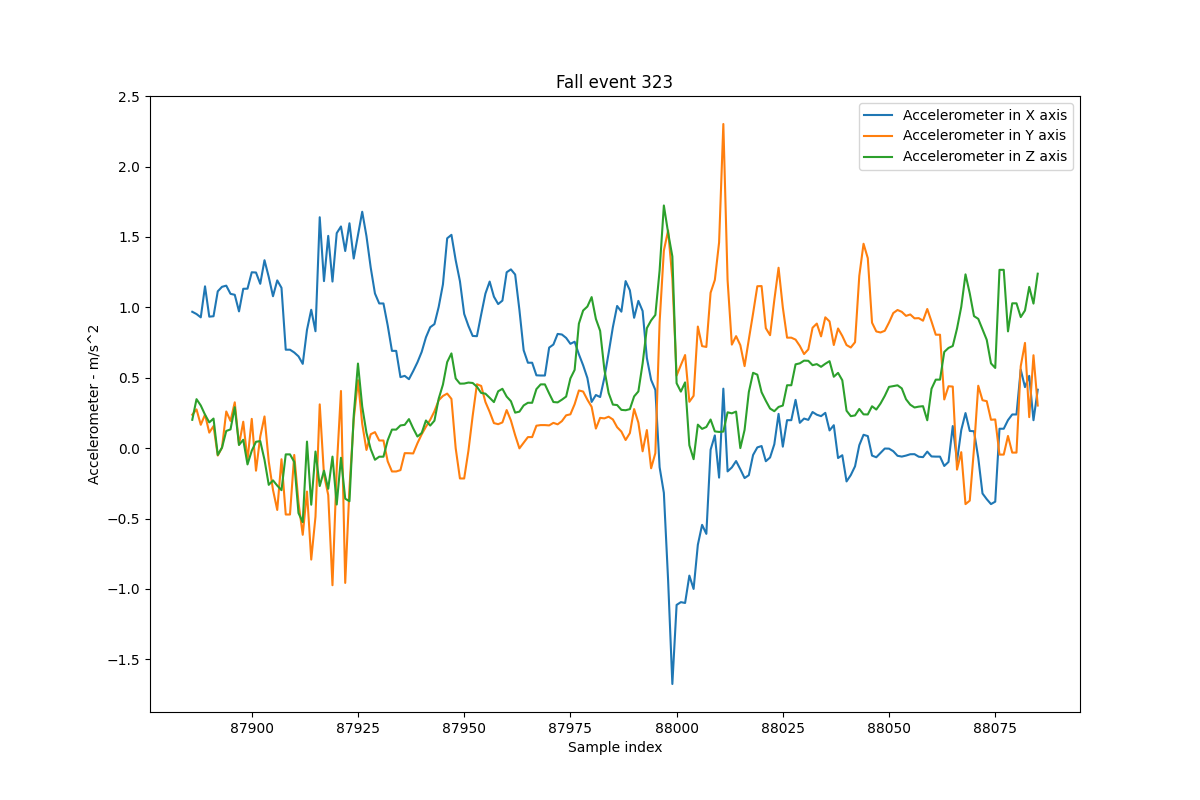 Fall event 323
Accelerometer in X axis
Accelerometer in Y axis
Accelerometer in Z axis
2.5
2.0
1.5
1.0
0.5
0.0
−0.5
−1.0
−1.5
Accelerometer - m/s^2
87900 87925 87950 87975 88000 88025 88050 88075
Sample index